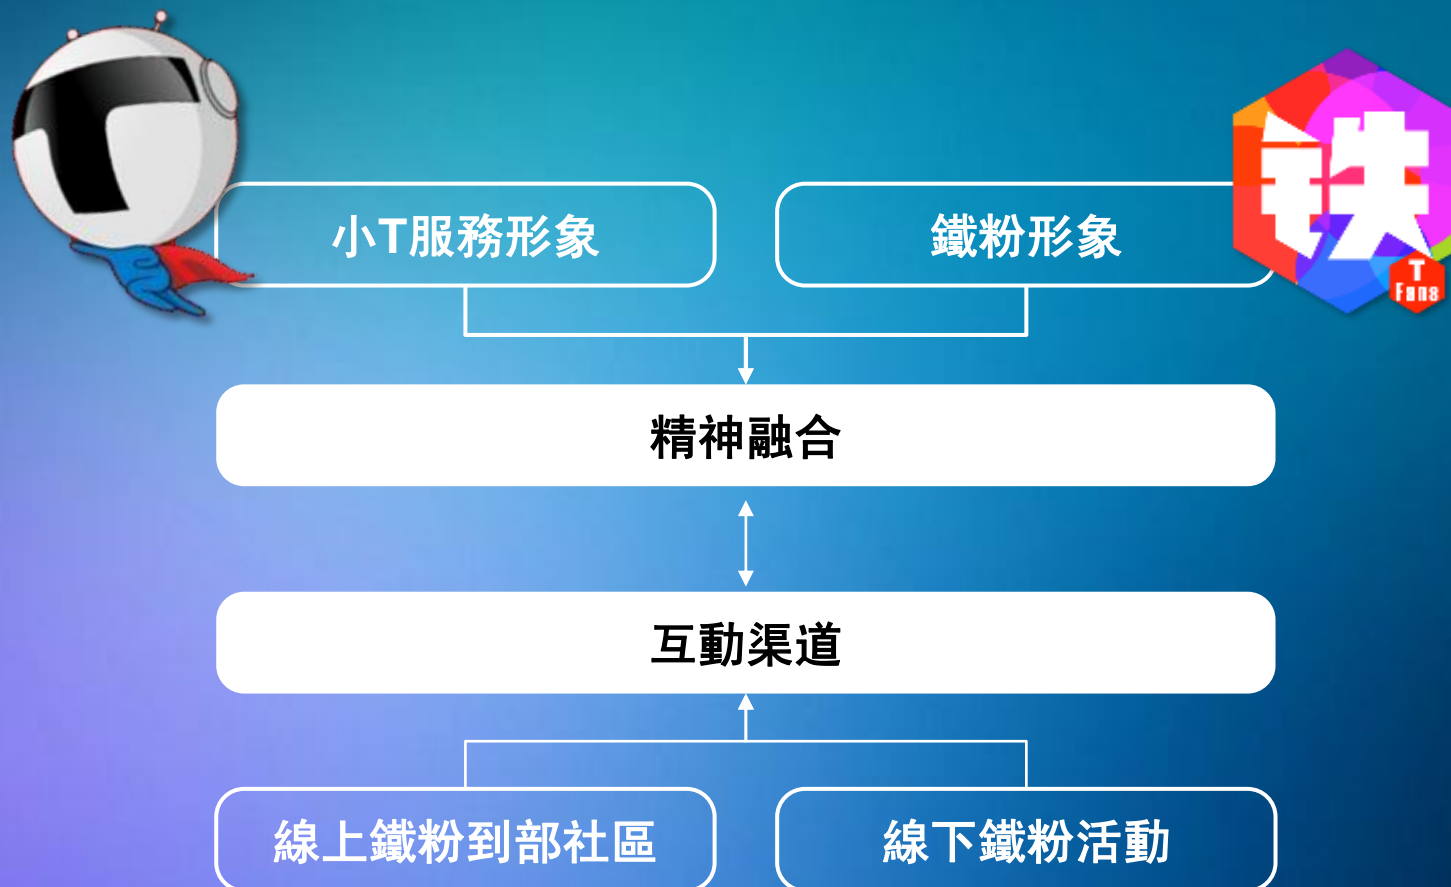 小T服務形象
鐵粉形象
铁
T
Fans
精神融合
互動渠道
線上鐵粉到部社區
線下鐵粉活動